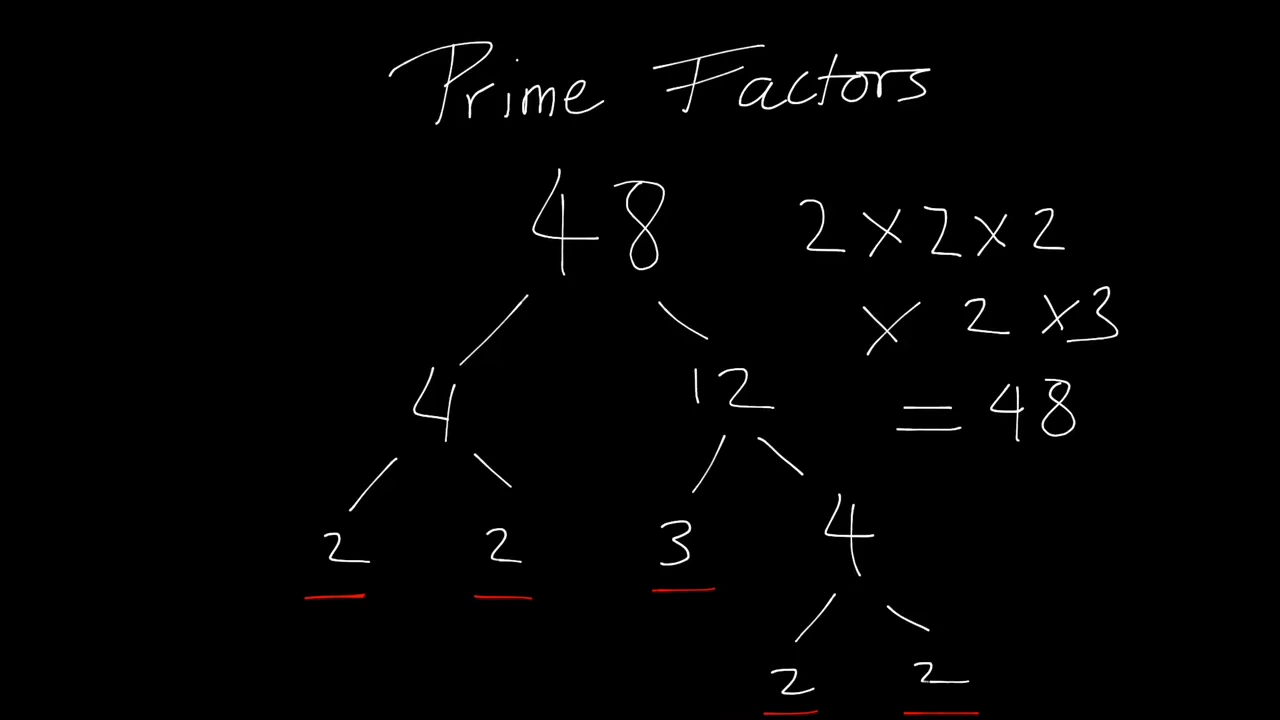 Prime Factors
48
2 × 2 × 2
× 2 × 3
= 48
4 12
2 2 3 4
2 2